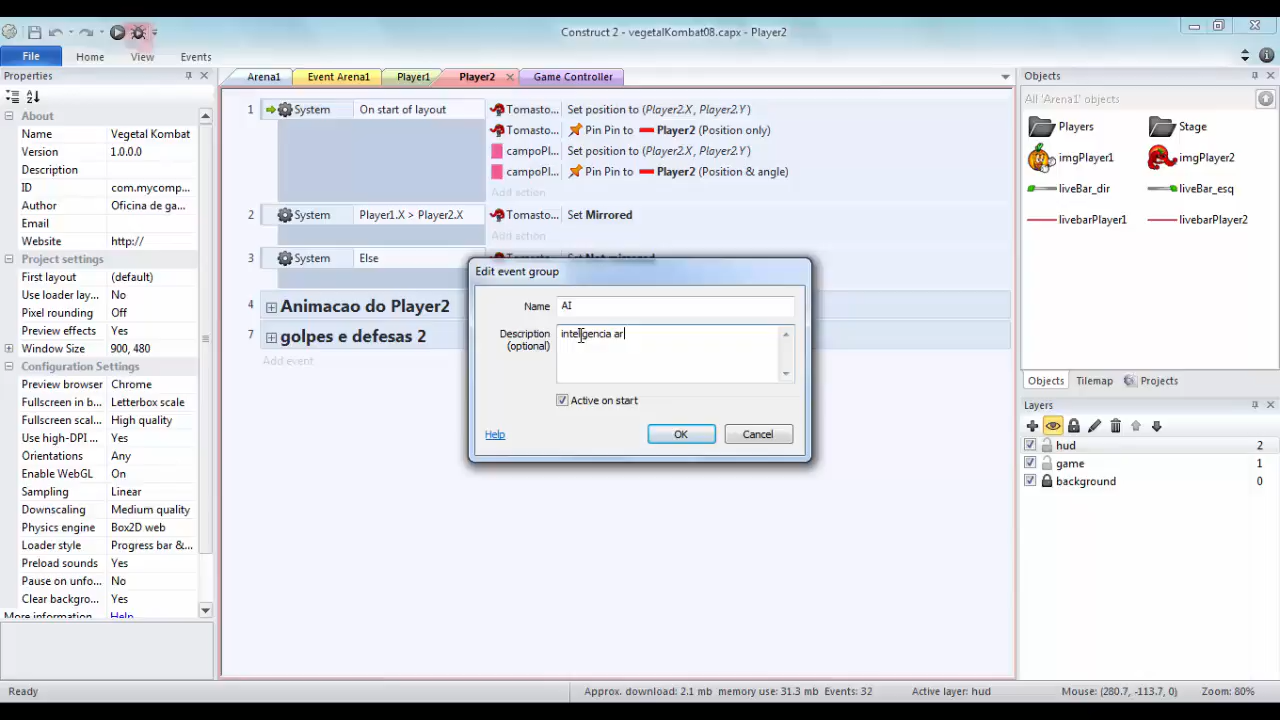 Construct 2 - vegetalKombat08.capx - Player2
File Home View Events
Properties
About
Name Vegetal Kombat
Version 1.0.0.0
Description
ID com.mycomp...
Author Oficina de ga...
Email
Website http://
Project settings
First layout (default)
Use loader lay... No
Pixel rounding Off
Preview effects Yes
Window Size 900, 480
Configuration Settings
Preview browser Chrome
Fullscreen in b... Letterbox scale
Fullscreen scal... High quality
Use high-DPI ... Yes
Orientations Any
Enable WebGL On
Sampling Linear
Downscaling Medium quality
Physics engine Box2D web
Loader style Progress bar &...
Preload sounds Yes
Pause on unfo... No
Clear backgro... Yes
More information Help
Arena1 Event Arena1 Player1 Player2 Game Controller
1 System On start of layout Tomasto... Set position to (Player2.X, Player2.Y)
Tomasto... Pin Pin to Player2 (Position only)
campoPl... Set position to (Player2.X, Player2.Y)
campoPl... Pin Pin to Player2 (Position & angle)
Add action
2 System Player1.X > Player2.X Tomasto... Set Mirrored
Add action
3 System Else Tomasto... Set Not mirrored
4 Animacao do Player2
7 golpes e defesas 2
Add event
Edit event group
Name AI
Description (optional) inteligencia ar
Active on start
Help OK Cancel
Objects
All 'Arena1' objects
Players Stage
imgPlayer1 imgPlayer2
liveBar_dir liveBar_esq
livebarPlayer1 livebarPlayer2
Objects Tilemap Projects
Layers
hud 2
game 1
background 0
Ready Approx. download: 2.1 mb memory use: 31.3 mb Events: 32 Active layer: hud Mouse: (280.7, -113.7, 0) Zoom: 80%